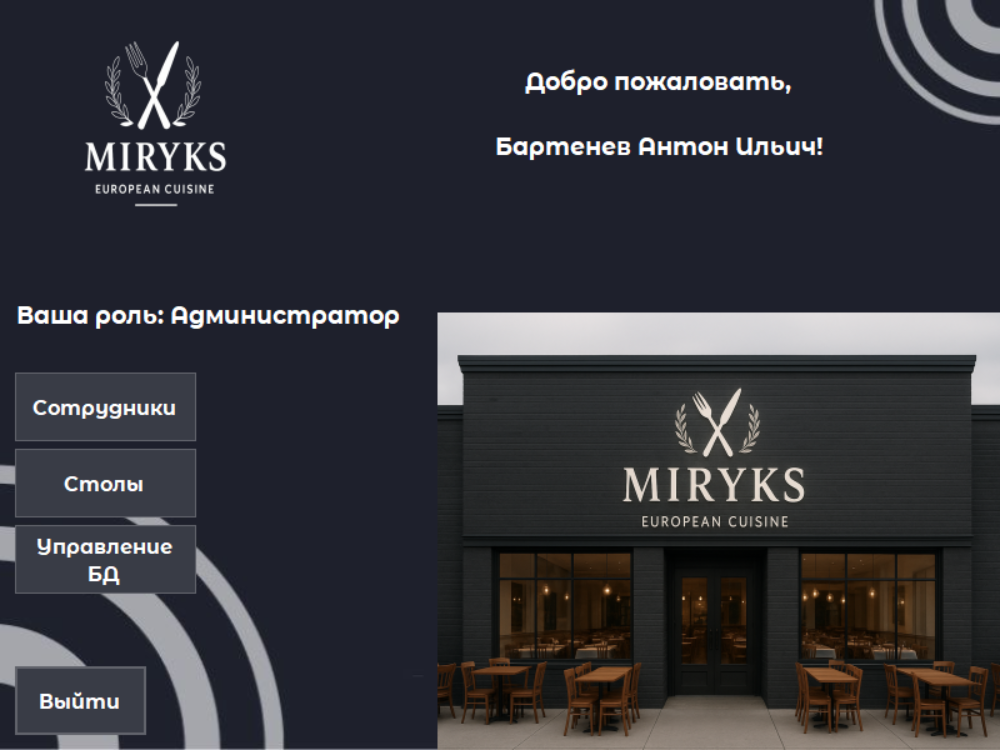 MIRYKS
EUROPEAN CUISINE
Добро пожаловать,
Бартенев Антон Ильич!
Ваша роль: Администратор
Сотрудники
Столы
Управление
БД
Выйти
MIRYKS
EUROPEAN CUISINE